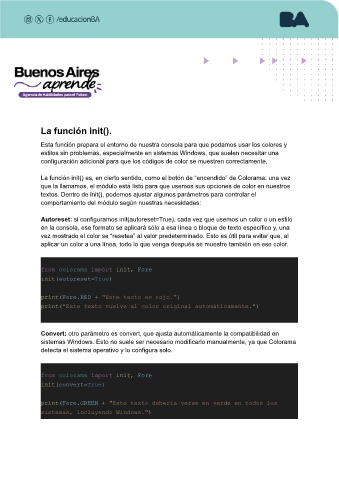 /educacionBA
BA
Buenos Aires
aprende
Agencia de Habilidades para el Futuro
La función init().
Esta función prepara el entorno de nuestra consola para que podamos usar los colores y
estilos sin problemas, especialmente en sistemas Windows, que suelen necesitar una
configuración adicional para que los códigos de color se muestren correctamente.
La función init() es, en cierto sentido, como el botón de “encendido” de Colorama: una vez
que la llamamos, el módulo está listo para que usemos sus opciones de color en nuestros
textos. Dentro de init(), podemos ajustar algunos parámetros para controlar el
comportamiento del módulo según nuestras necesidades:
Autoreset: si configuramos init(autoreset=True), cada vez que usemos un color o un estilo
en la consola, ese formato se aplicará sólo a esa línea o bloque de texto específico y, una
vez mostrado el color se “resetea” al valor predeterminado. Esto es útil para evitar que, al
aplicar un color a una línea, todo lo que venga después se muestre también en ese color.
from colorama import init, Fore
init(autoreset=True)
print(Fore.RED + "Este texto es rojo.")
print("Este texto vuelve al color original automáticamente.")
Convert: otro parámetro es convert, que ajusta automáticamente la compatibilidad en
sistemas Windows. Esto no suele ser necesario modificarlo manualmente, ya que Colorama
detecta el sistema operativo y lo configura solo.
from colorama import init, Fore
init(convert=True)
print(Fore.GREEN + "Este texto debería verse en verde en todos los
sistemas, incluyendo Windows.")